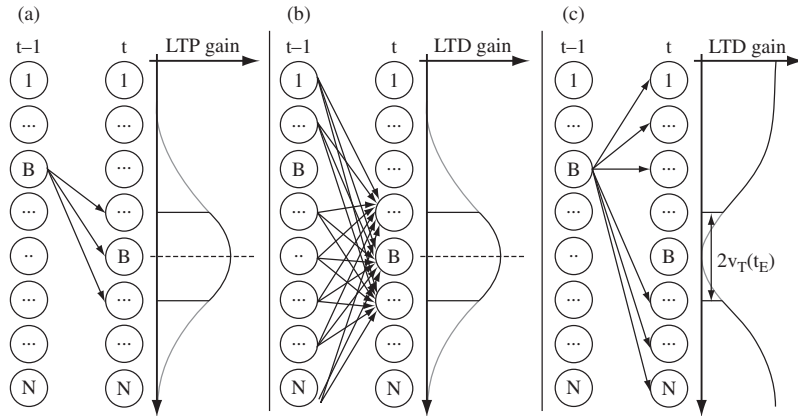 (a) (b) (c)
t–1 t LTP gain t–1 t LTD gain t–1 t LTD gain
1 1 1 1 1 1
... ... ... ... ... ...
B ... B ... B ...
... ... ... ... ... ...
.. B .. B .. B 2v_T(t_E)
... ... ... ... ... ...
... ... ... ... ... ...
N N N N N N